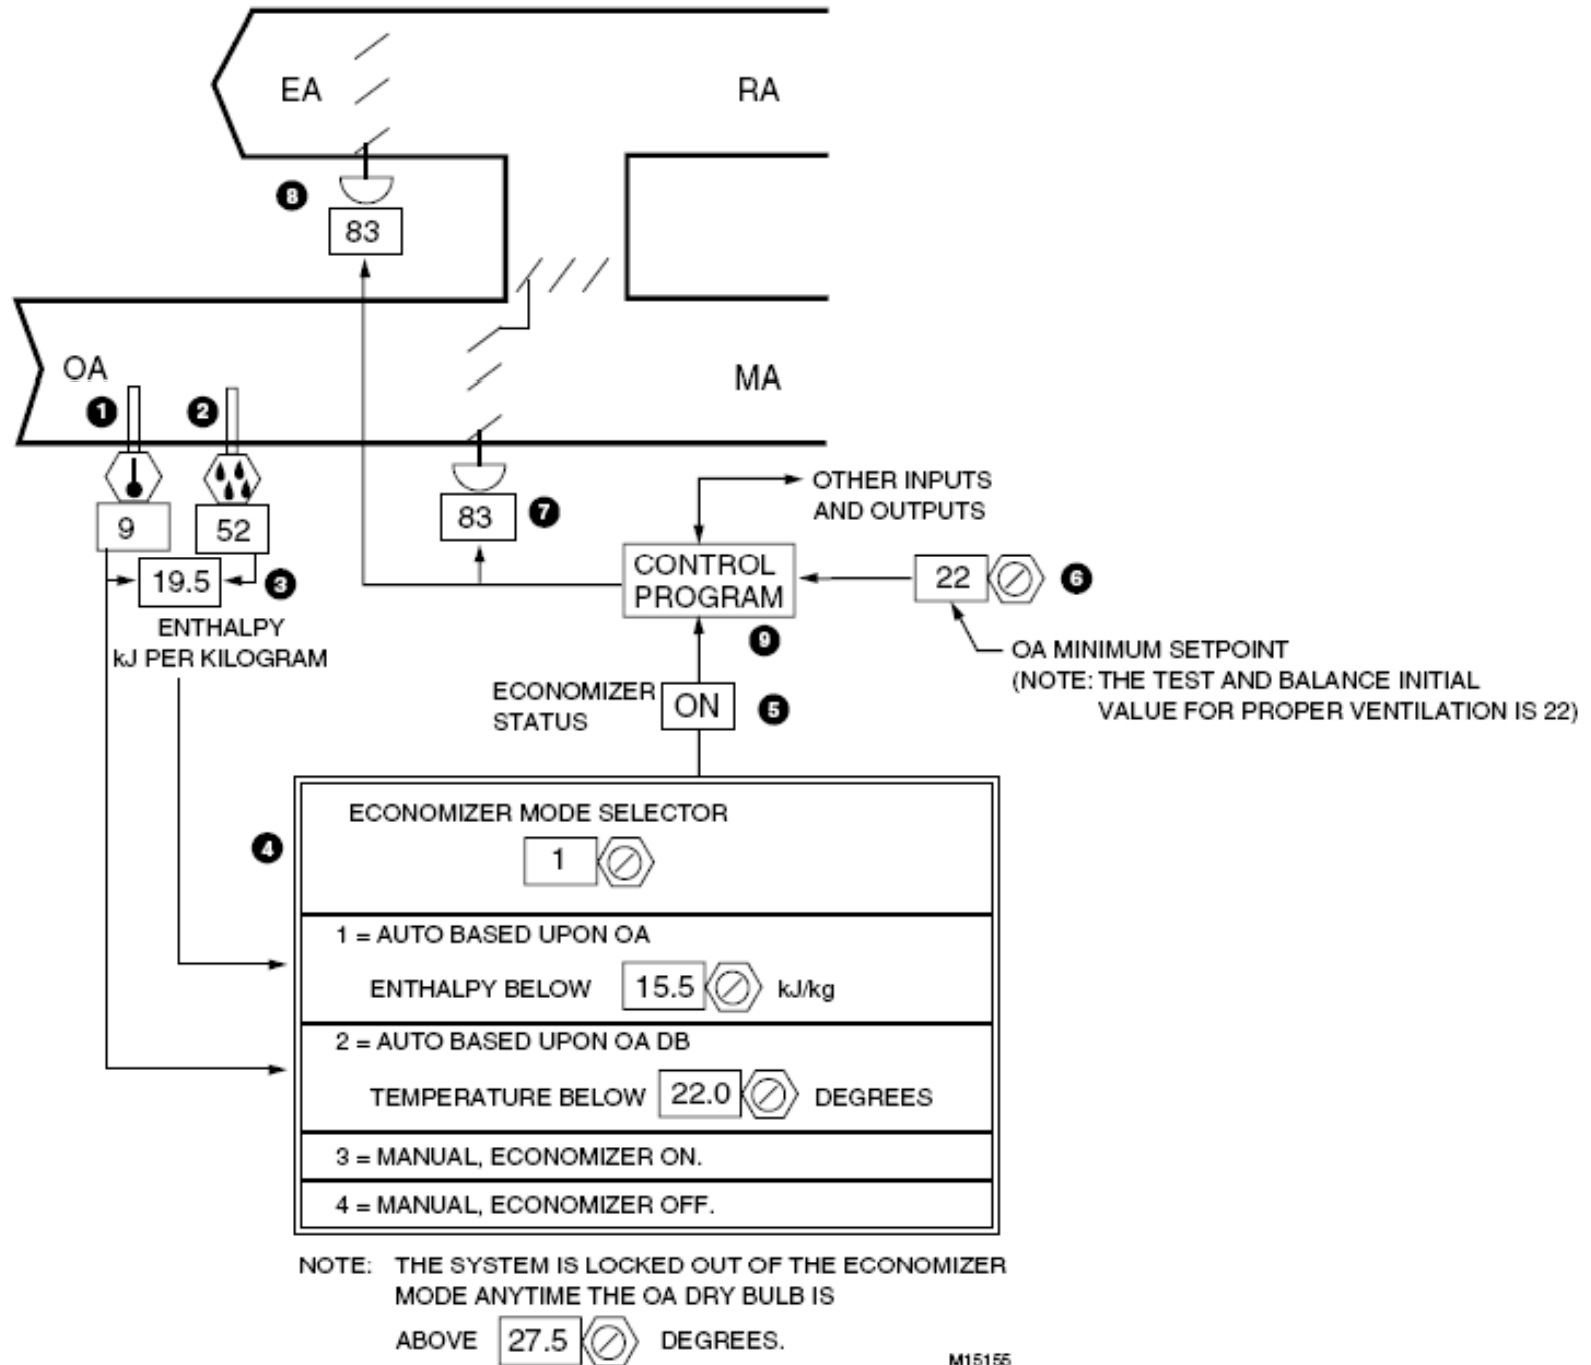 EA
RA
8
83
OA
MA
1
2
9
52
83
7
OTHER INPUTS
AND OUTPUTS
19.5
3
CONTROL
PROGRAM
22
6
ENTHALPY
kJ PER KILOGRAM
9
OA MINIMUM SETPOINT
(NOTE: THE TEST AND BALANCE INITIAL
VALUE FOR PROPER VENTILATION IS 22)
ECONOMIZER
STATUS
ON
5
4
ECONOMIZER MODE SELECTOR
1
1 = AUTO BASED UPON OA
ENTHALPY BELOW 15.5 kJ/kg
2 = AUTO BASED UPON OA DB
TEMPERATURE BELOW 22.0 DEGREES
3 = MANUAL, ECONOMIZER ON.
4 = MANUAL, ECONOMIZER OFF.
NOTE: THE SYSTEM IS LOCKED OUT OF THE ECONOMIZER
MODE ANYTIME THE OA DRY BULB IS
ABOVE 27.5 DEGREES.
M15155